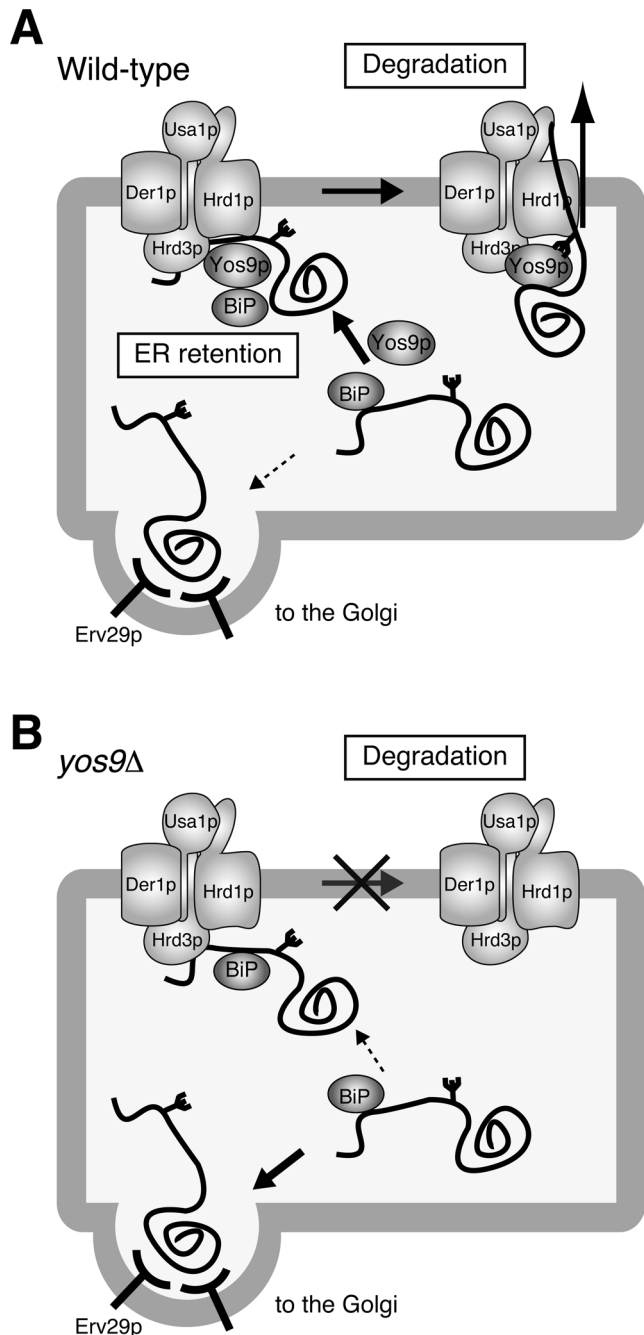 A
Wild-type
Degradation
Usa1p
Usa1p
Der1p
Hrd1p
Der1p
Hrd1p
Hrd3p
Hrd3p
Yos9p
Yos9p
BiP
ER retention
Yos9p
BiP
to the Golgi
Erv29p
B
yos9Δ
Degradation
Usa1p
Usa1p
Der1p
Hrd1p
Der1p
Hrd1p
Hrd3p
Hrd3p
BiP
BiP
to the Golgi
Erv29p